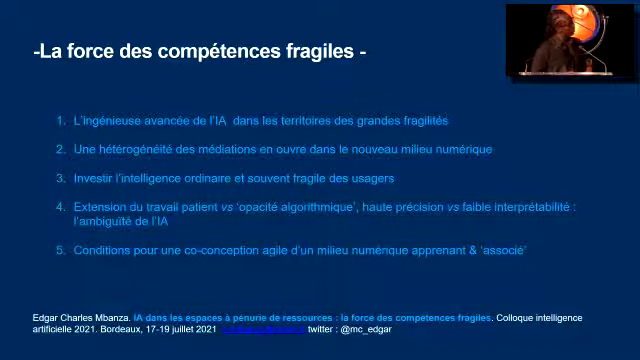 -La force des compétences fragiles -
1. L'ingénieuse avancée de l'IA dans les territoires des grandes fragilités
2. Une hétérogénéité des médiations en ouvre dans le nouveau milieu numérique
3. Investir l'intelligence ordinaire et souvent fragile des usagers
4. Extension du travail patient vs 'opacité algorithmique', haute précision vs faible interprétabilité :
l'ambiguïté de l'IA
5. Conditions pour une co-conception agile d'un milieu numérique apprenant & 'associé'
Edgar Charles Mbanza. IA dans les espaces à pénurie de ressources : la force des compétences fragiles. Colloque intelligence
artificielle 2021. Bordeaux, 17-19 juillet 2021 twitter : @mc_edgar